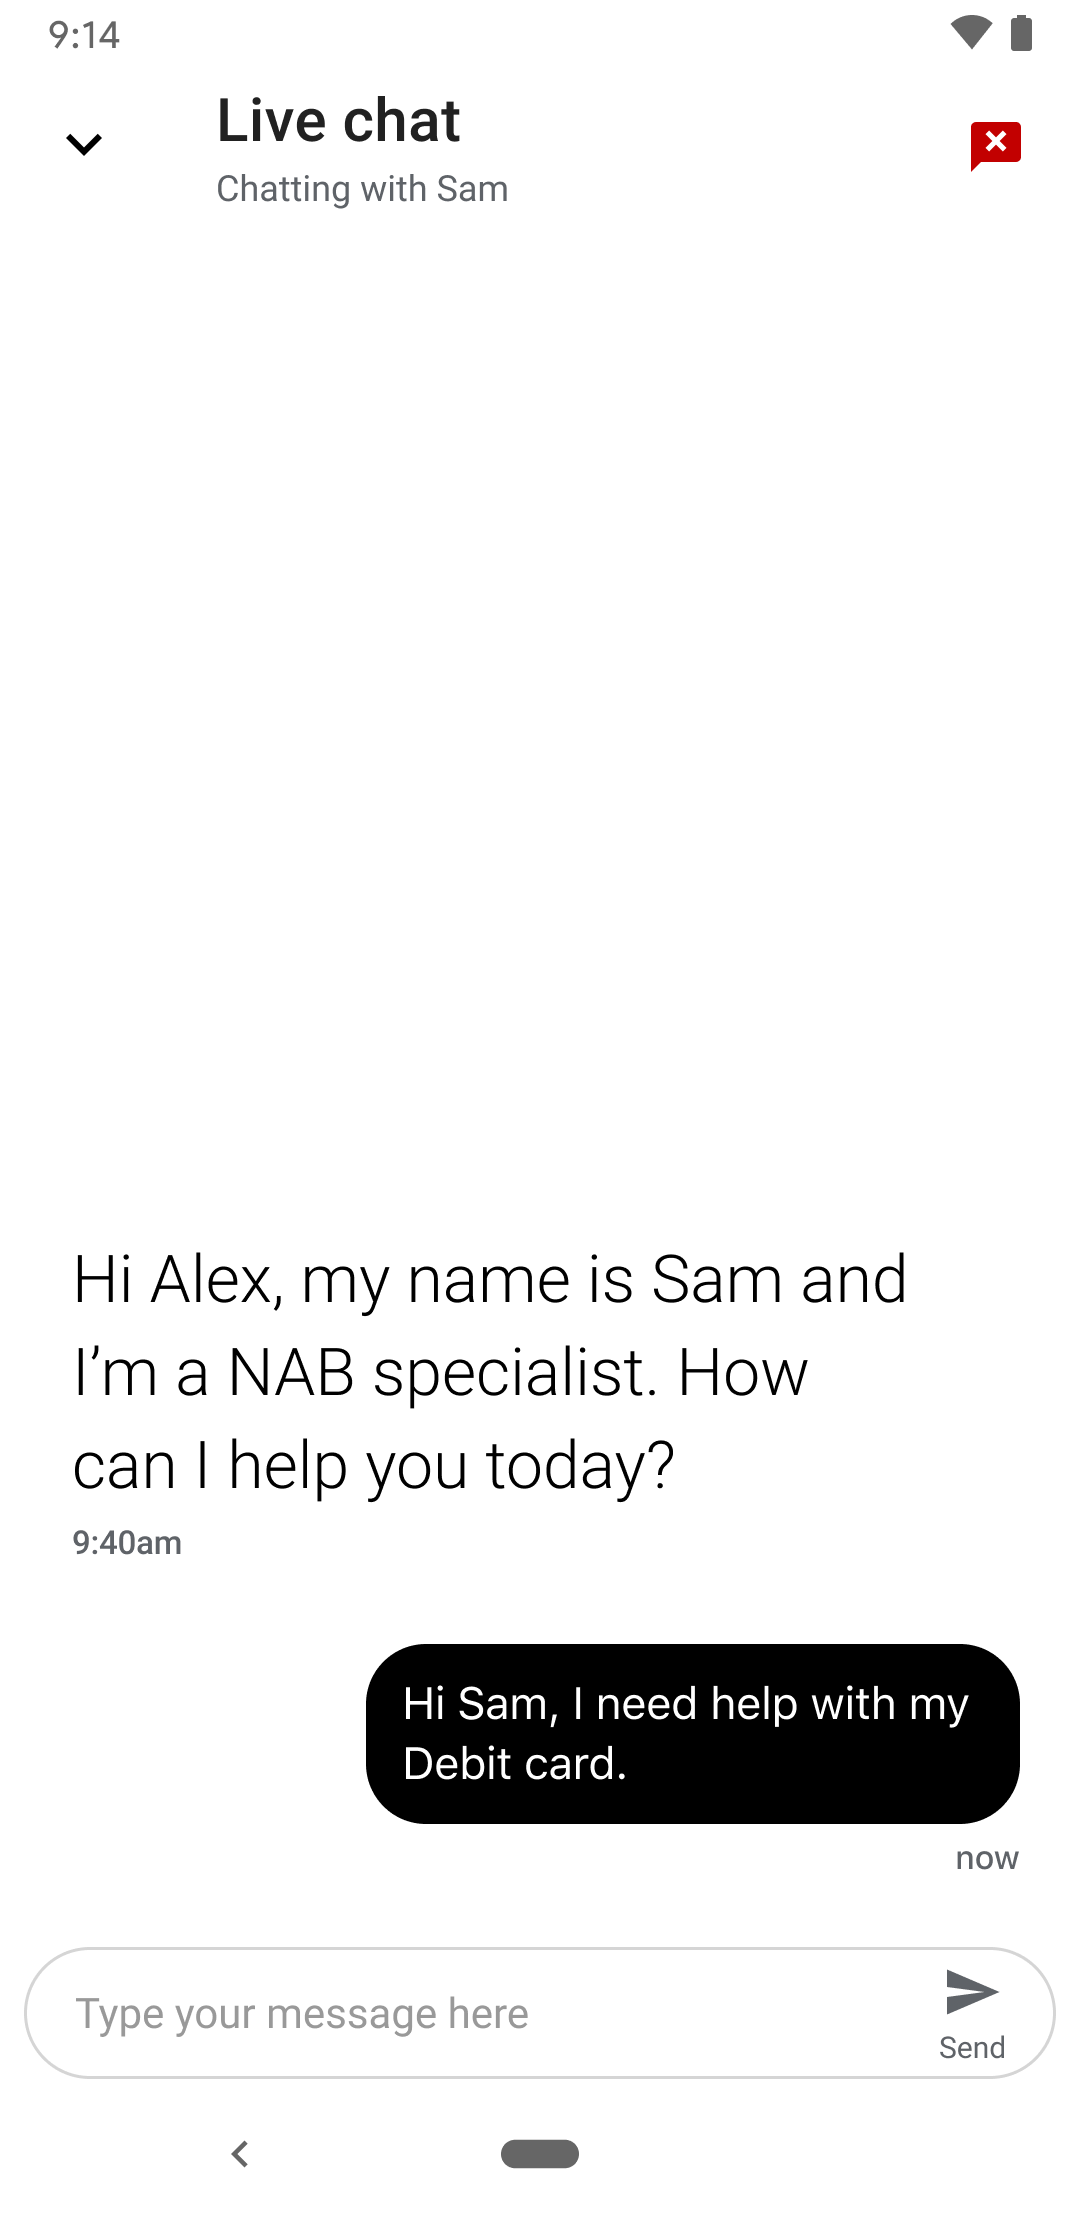 9:14
Live chat
Chatting with Sam
Hi Alex, my name is Sam and
I’m a NAB specialist. How
can I help you today?
9:40am
Hi Sam, I need help with my
Debit card.
now
Type your message here
Send